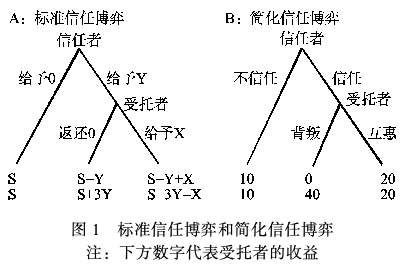 A：标准信任博弈 B：简化信任博弈
信任者 信任者
给予0 给予Y 不信任 信任
受托者 受托者
返还0 给予X 背叛 互惠
S S−Y S−Y+X 10 0 20
S S+3Y S 3Y−X 10 40 20
图 1 标准信任博弈和简化信任博弈
注：下方数字代表受托者的收益